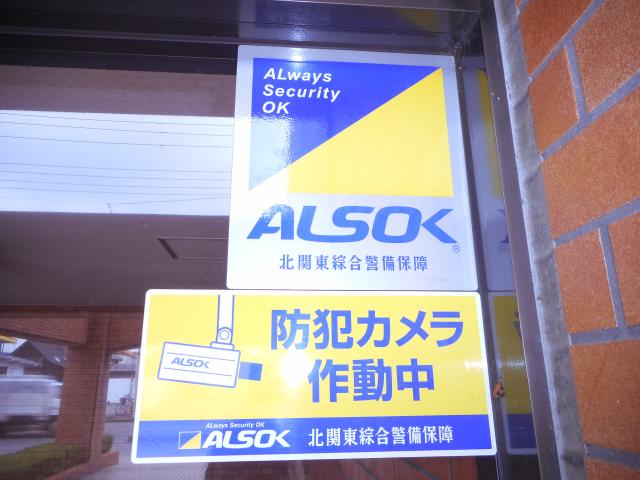 ALways
Security
OK
ALSOK®
北関東綜合警備保障
防犯カメラ
作動中
ALSOK
ALways Security OK
ALSOK 北関東綜合警備保障